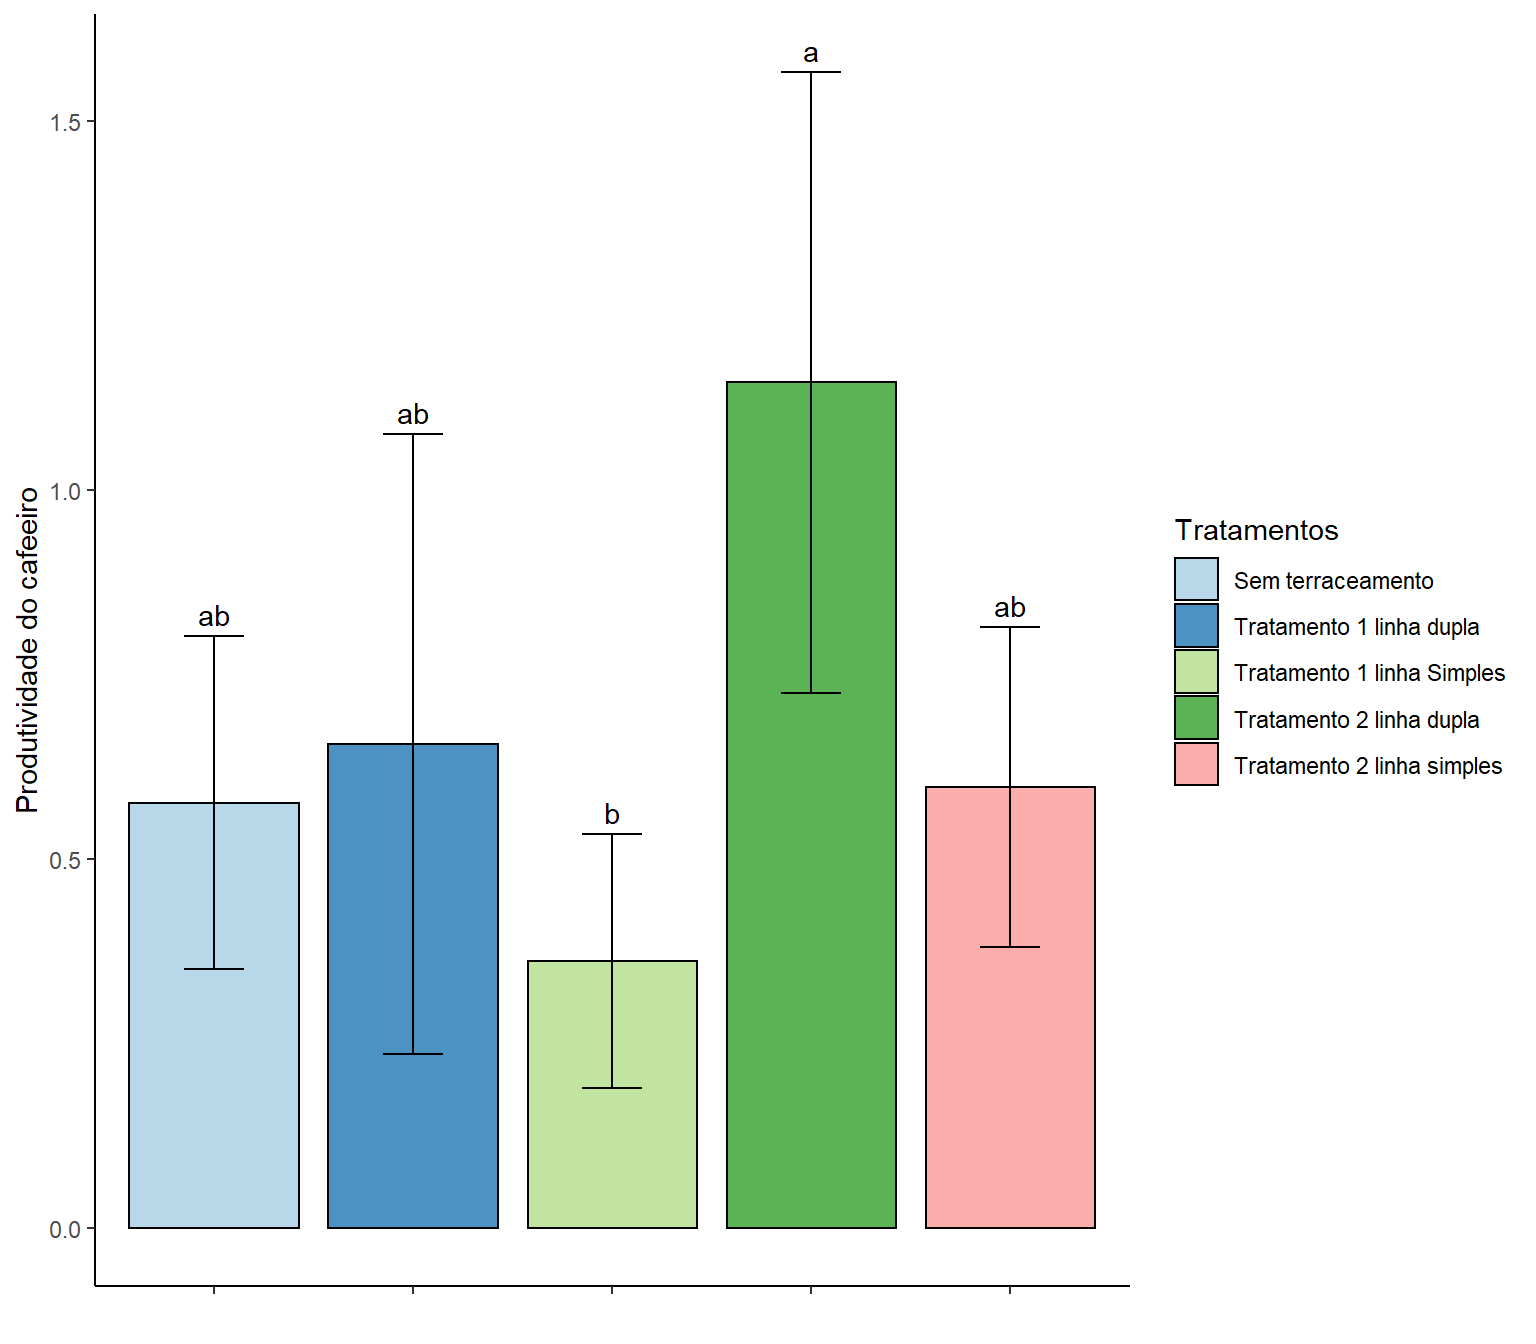 a
1.5
ab
1.0
ab
ab
b
0.5
0.0
Produtividade do cafeeiro
Tratamentos
Sem terraceamento
Tratamento 1 linha dupla
Tratamento 1 linha Simples
Tratamento 2 linha dupla
Tratamento 2 linha simples